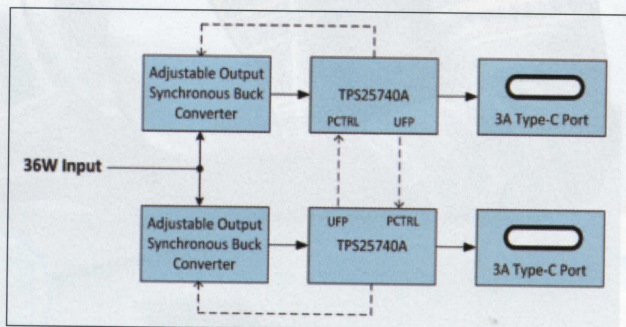 Adjustable Output
Synchronous Buck
Converter
TPS25740A
PCTRL UFP
3A Type-C Port
36W Input
Adjustable Output
Synchronous Buck
Converter
UFP PCTRL
TPS25740A
3A Type-C Port